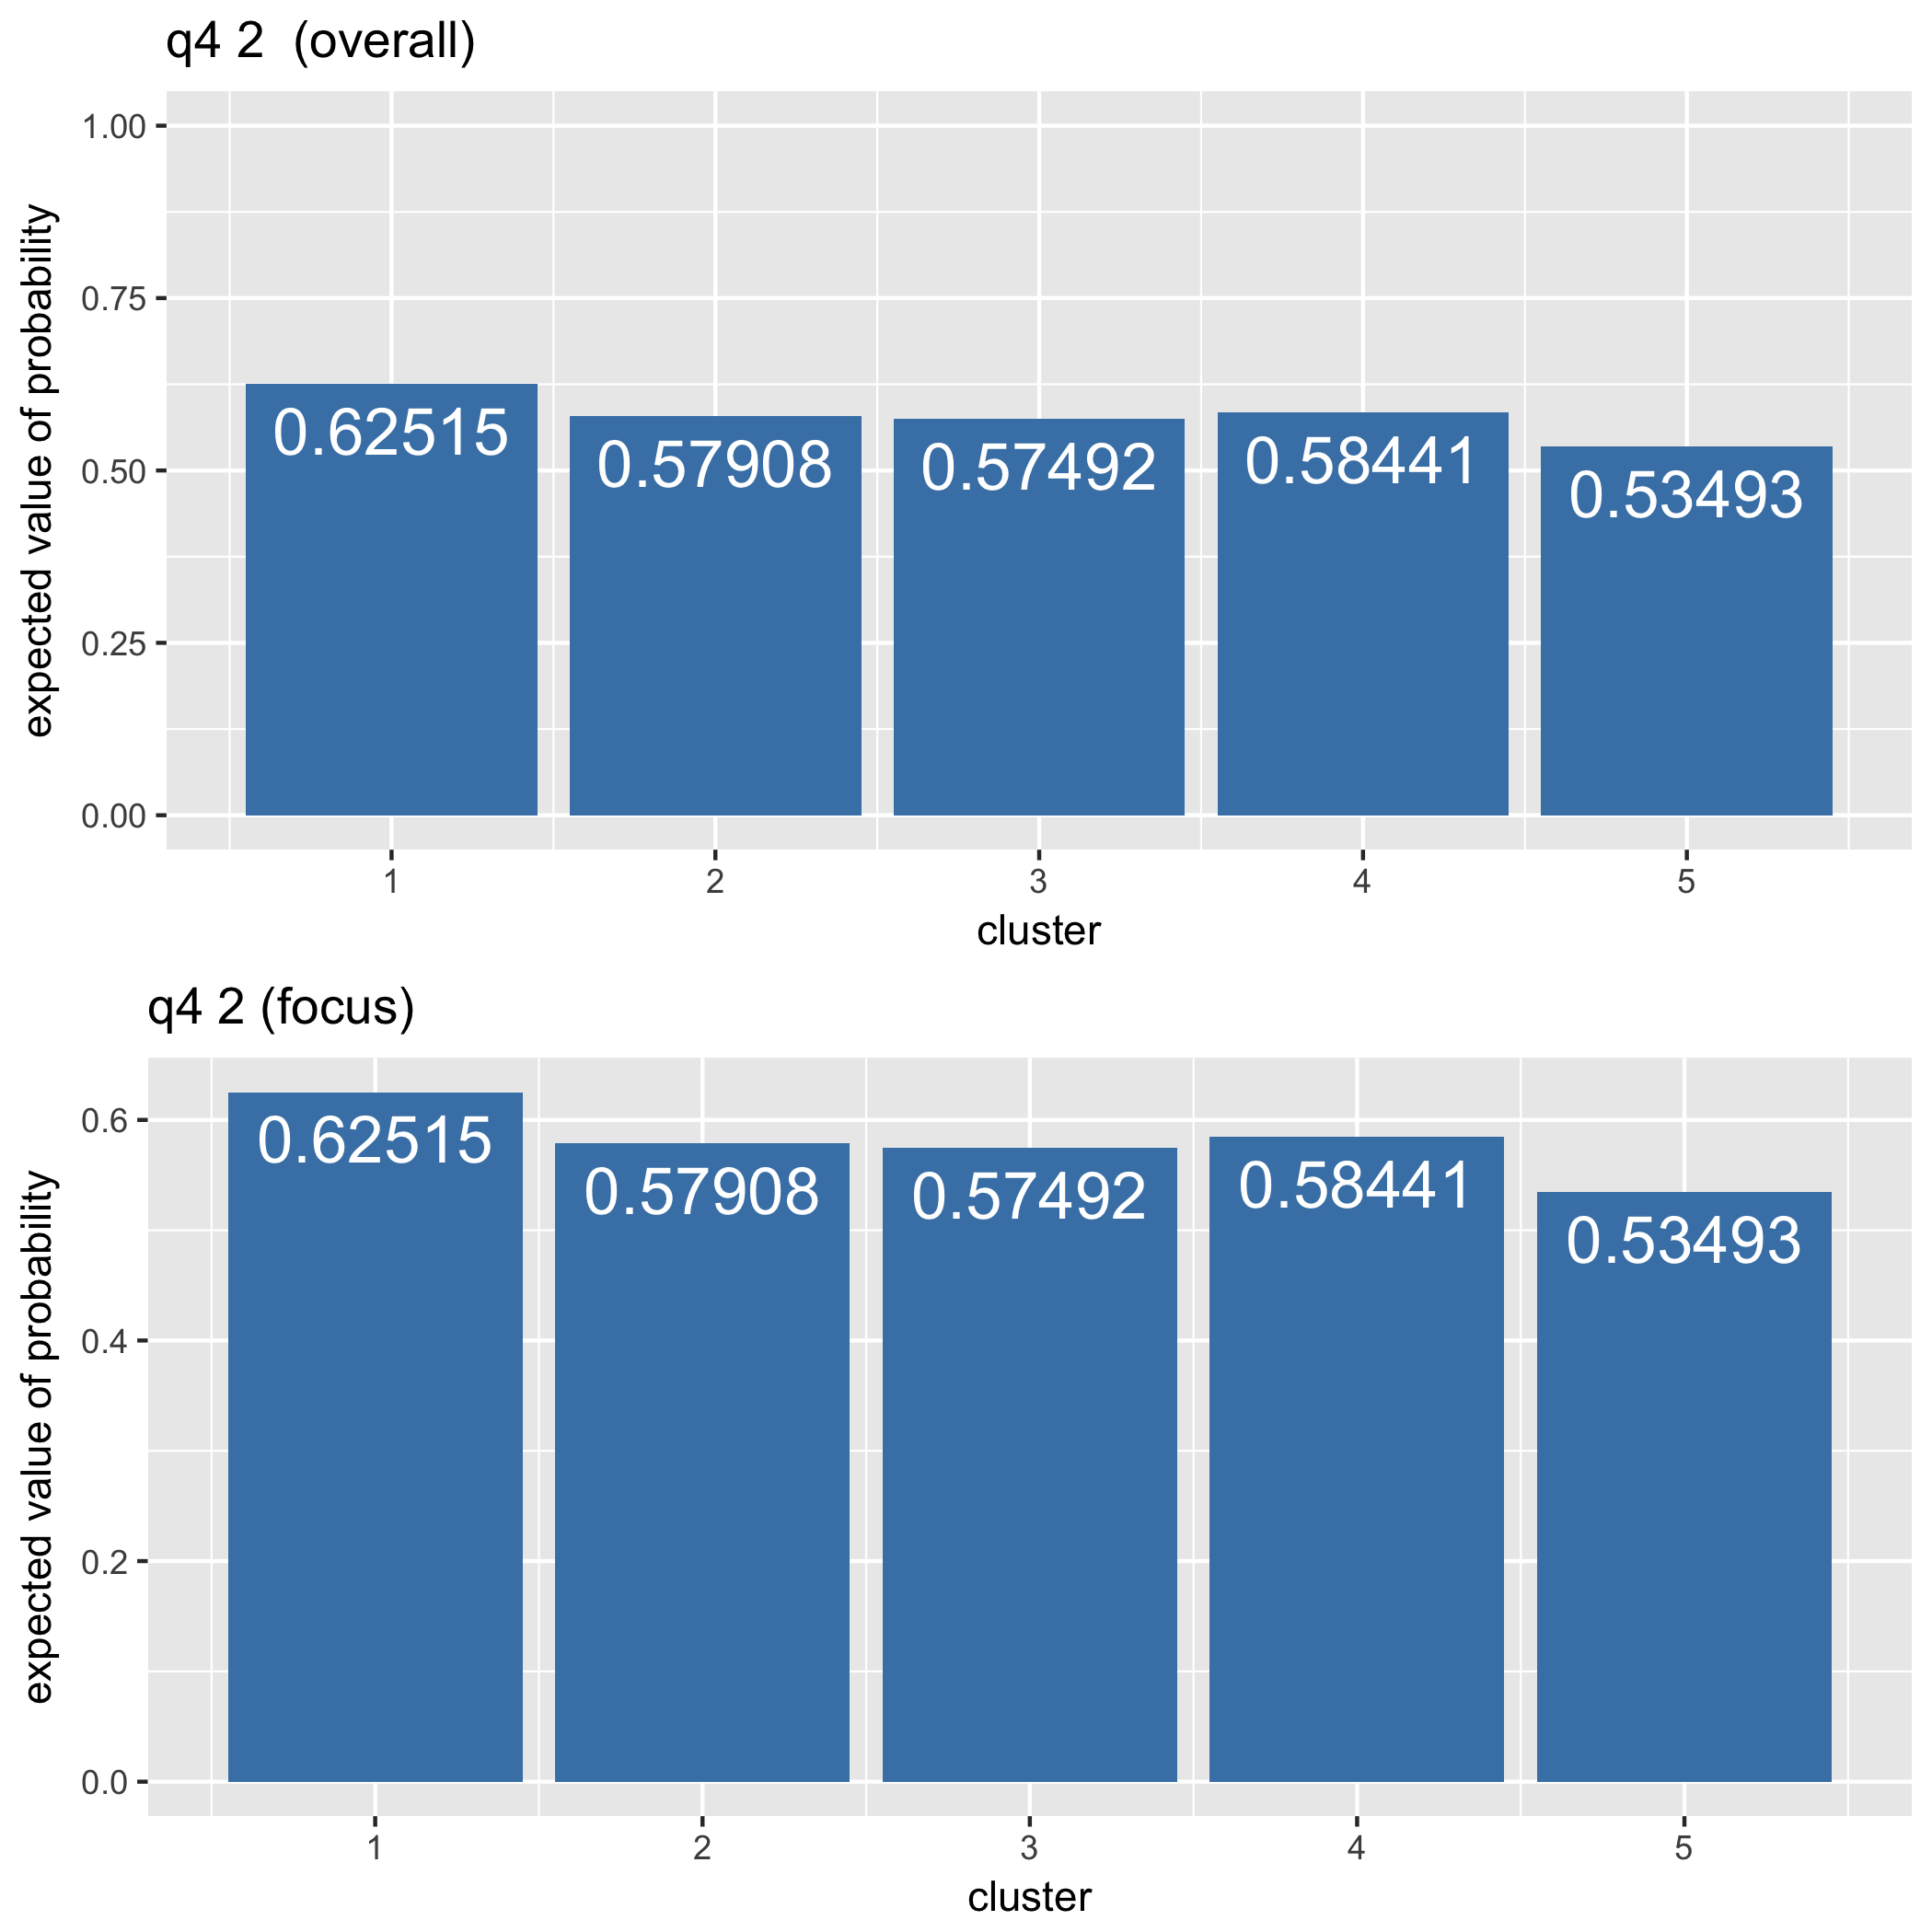 q4 2  (overall)
expected value of probability
1.00
0.75
0.50
0.25
0.00
0.62515
0.57908
0.57492
0.58441
0.53493
1 2 3 4 5
cluster
q4 2 (focus)
expected value of probability
0.6
0.4
0.2
0.0
0.62515
0.57908
0.57492
0.58441
0.53493
1 2 3 4 5
cluster